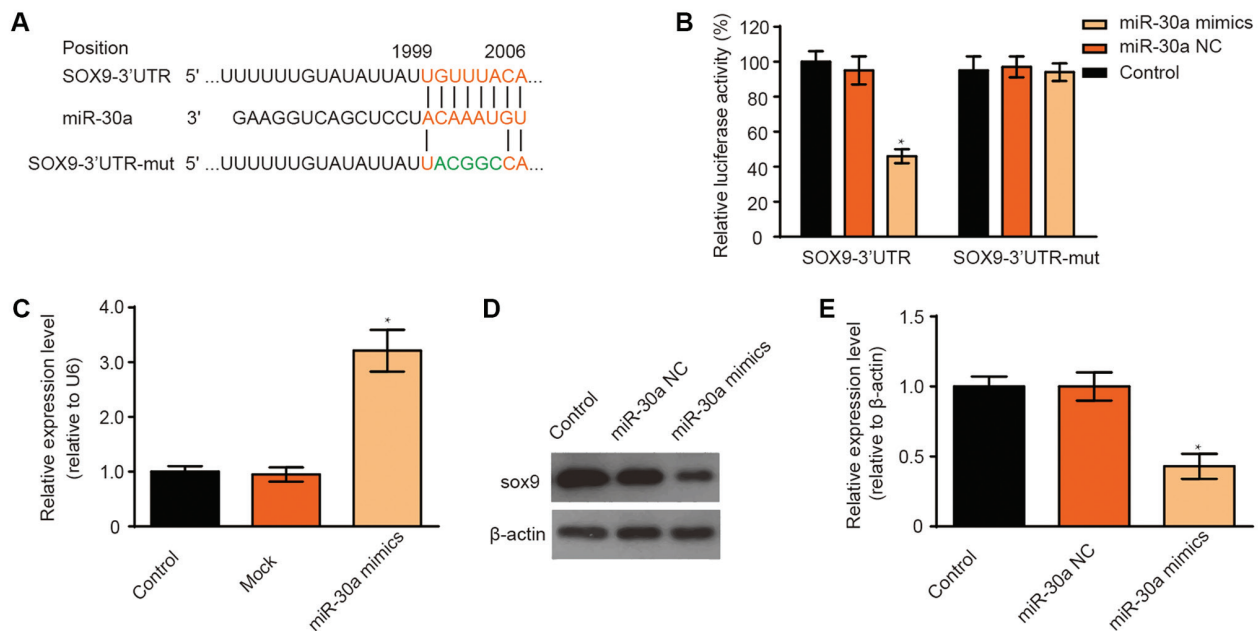 A
Position
1999 2006
SOX9-3'UTR 5' ...UUUUUUGUAUAUUAUUGUUUACA...
miR-30a 3' GAAGGUCAGCUCCUACAAAUGU
SOX9-3'UTR-mut 5' ...UUUUUUGUAUAUUAUUACGGCCA...
B
Relative luciferase activity (%)
120
100
80
60
40
20
0
*
SOX9-3'UTR
SOX9-3'UTR-mut
miR-30a mimics
miR-30a NC
Control
C
Relative expression level
(relative to U6)
4.0
3.0
2.0
1.0
0
*
Control
Mock
miR-30a mimics
D
Control
miR-30a NC
miR-30a mimics
sox9
β-actin
E
Relative expression level
(relative to β-actin)
1.5
1.0
0.5
0
*
Control
miR-30a NC
miR-30a mimics